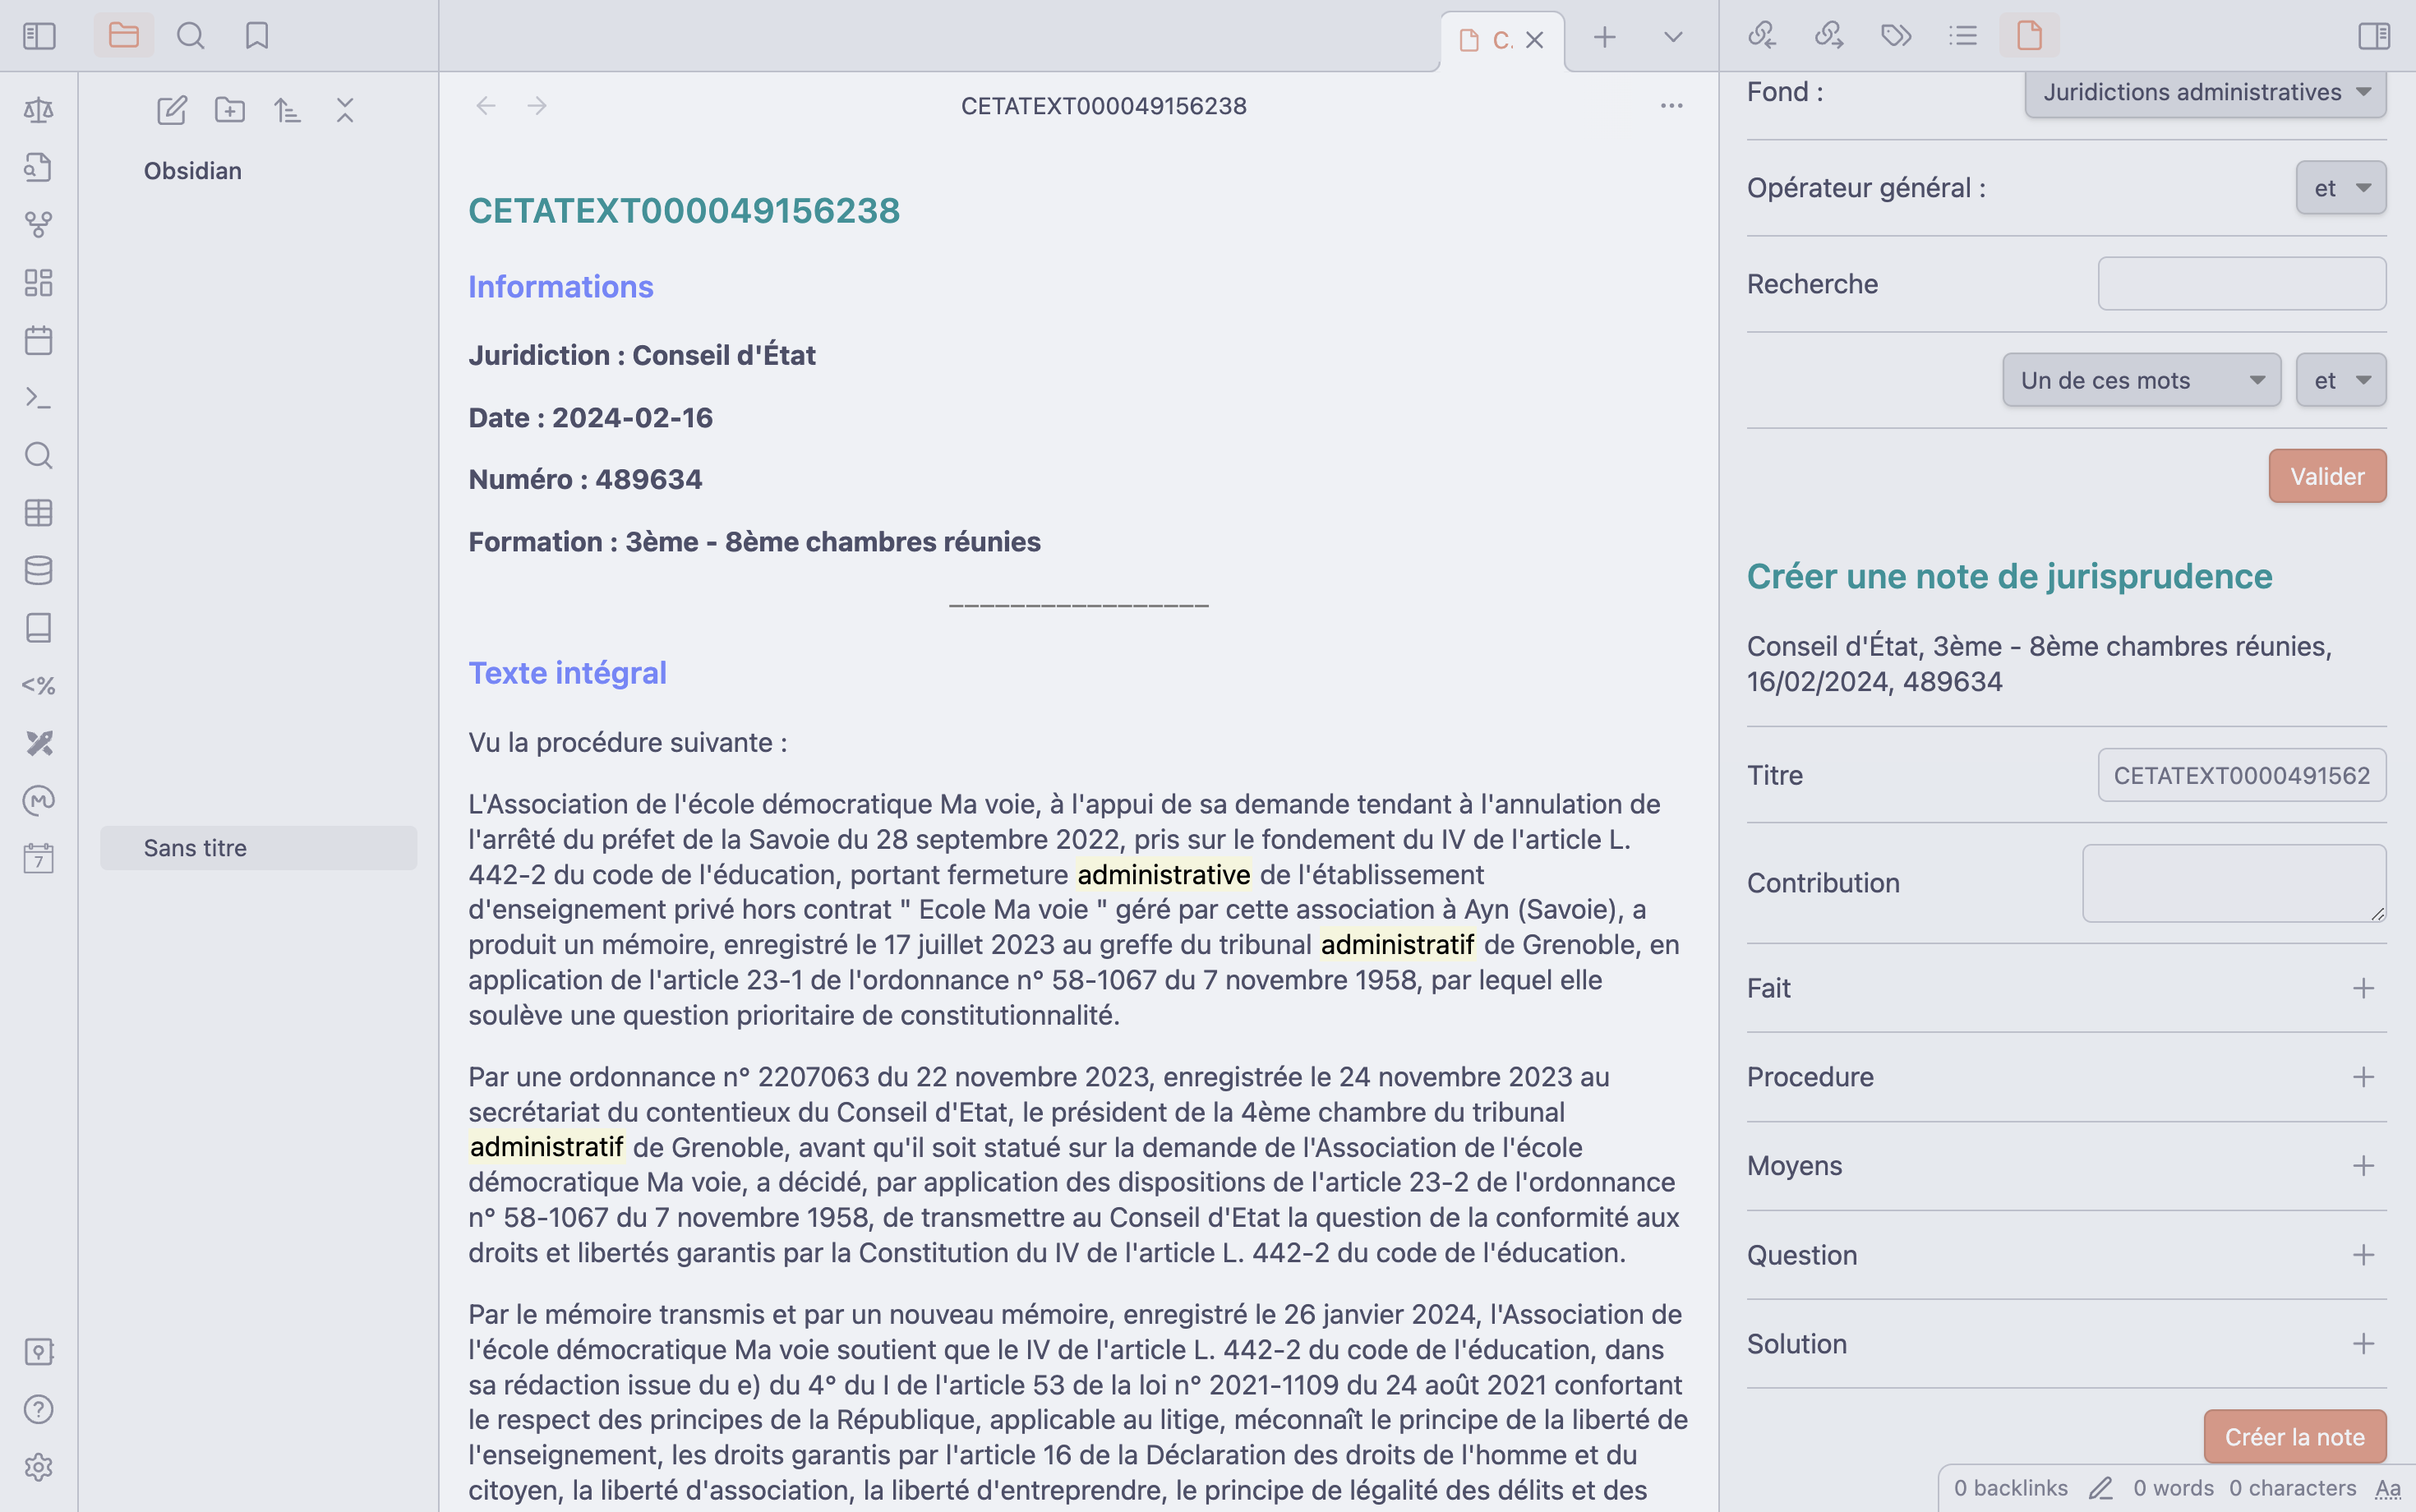 C.
CETATEXT000049156238
Obsidian
Sans titre
<%
7
CETATEXT000049156238
Informations
Juridiction : Conseil d'État
Date : 2024-02-16
Numéro : 489634
Formation : 3ème - 8ème chambres réunies
_________________
Texte intégral
Vu la procédure suivante :
L'Association de l'école démocratique Ma voie, à l'appui de sa demande tendant à l'annulation de
l'arrêté du préfet de la Savoie du 28 septembre 2022, pris sur le fondement du IV de l'article L.
442-2 du code de l'éducation, portant fermeture administrative de l'établissement
d'enseignement privé hors contrat " Ecole Ma voie " géré par cette association à Ayn (Savoie), a
produit un mémoire, enregistré le 17 juillet 2023 au greffe du tribunal administratif de Grenoble, en
application de l'article 23-1 de l'ordonnance n° 58-1067 du 7 novembre 1958, par lequel elle
soulève une question prioritaire de constitutionnalité.
Par une ordonnance n° 2207063 du 22 novembre 2023, enregistrée le 24 novembre 2023 au
secrétariat du contentieux du Conseil d'Etat, le président de la 4ème chambre du tribunal
administratif de Grenoble, avant qu'il soit statué sur la demande de l'Association de l'école
démocratique Ma voie, a décidé, par application des dispositions de l'article 23-2 de l'ordonnance
n° 58-1067 du 7 novembre 1958, de transmettre au Conseil d'Etat la question de la conformité aux
droits et libertés garantis par la Constitution du IV de l'article L. 442-2 du code de l'éducation.
Par le mémoire transmis et par un nouveau mémoire, enregistré le 26 janvier 2024, l'Association de
l'école démocratique Ma voie soutient que le IV de l'article L. 442-2 du code de l'éducation, dans
sa rédaction issue du e) du 4° du I de l'article 53 de la loi n° 2021-1109 du 24 août 2021 confortant
le respect des principes de la République, applicable au litige, méconnaît le principe de la liberté de
l'enseignement, les droits garantis par l'article 16 de la Déclaration des droits de l'homme et du
citoyen, la liberté d'association, la liberté d'entreprendre, le principe de légalité des délits et des
Fond :
Juridictions administratives
Opérateur général :
et
Recherche
Un de ces mots
et
Valider
Créer une note de jurisprudence
Conseil d'État, 3ème - 8ème chambres réunies,
16/02/2024, 489634
Titre
CETATEXT0000491562
Contribution
Fait
Procedure
Moyens
Question
Solution
Créer la note
0 backlinks
0 words
0 characters
Aa